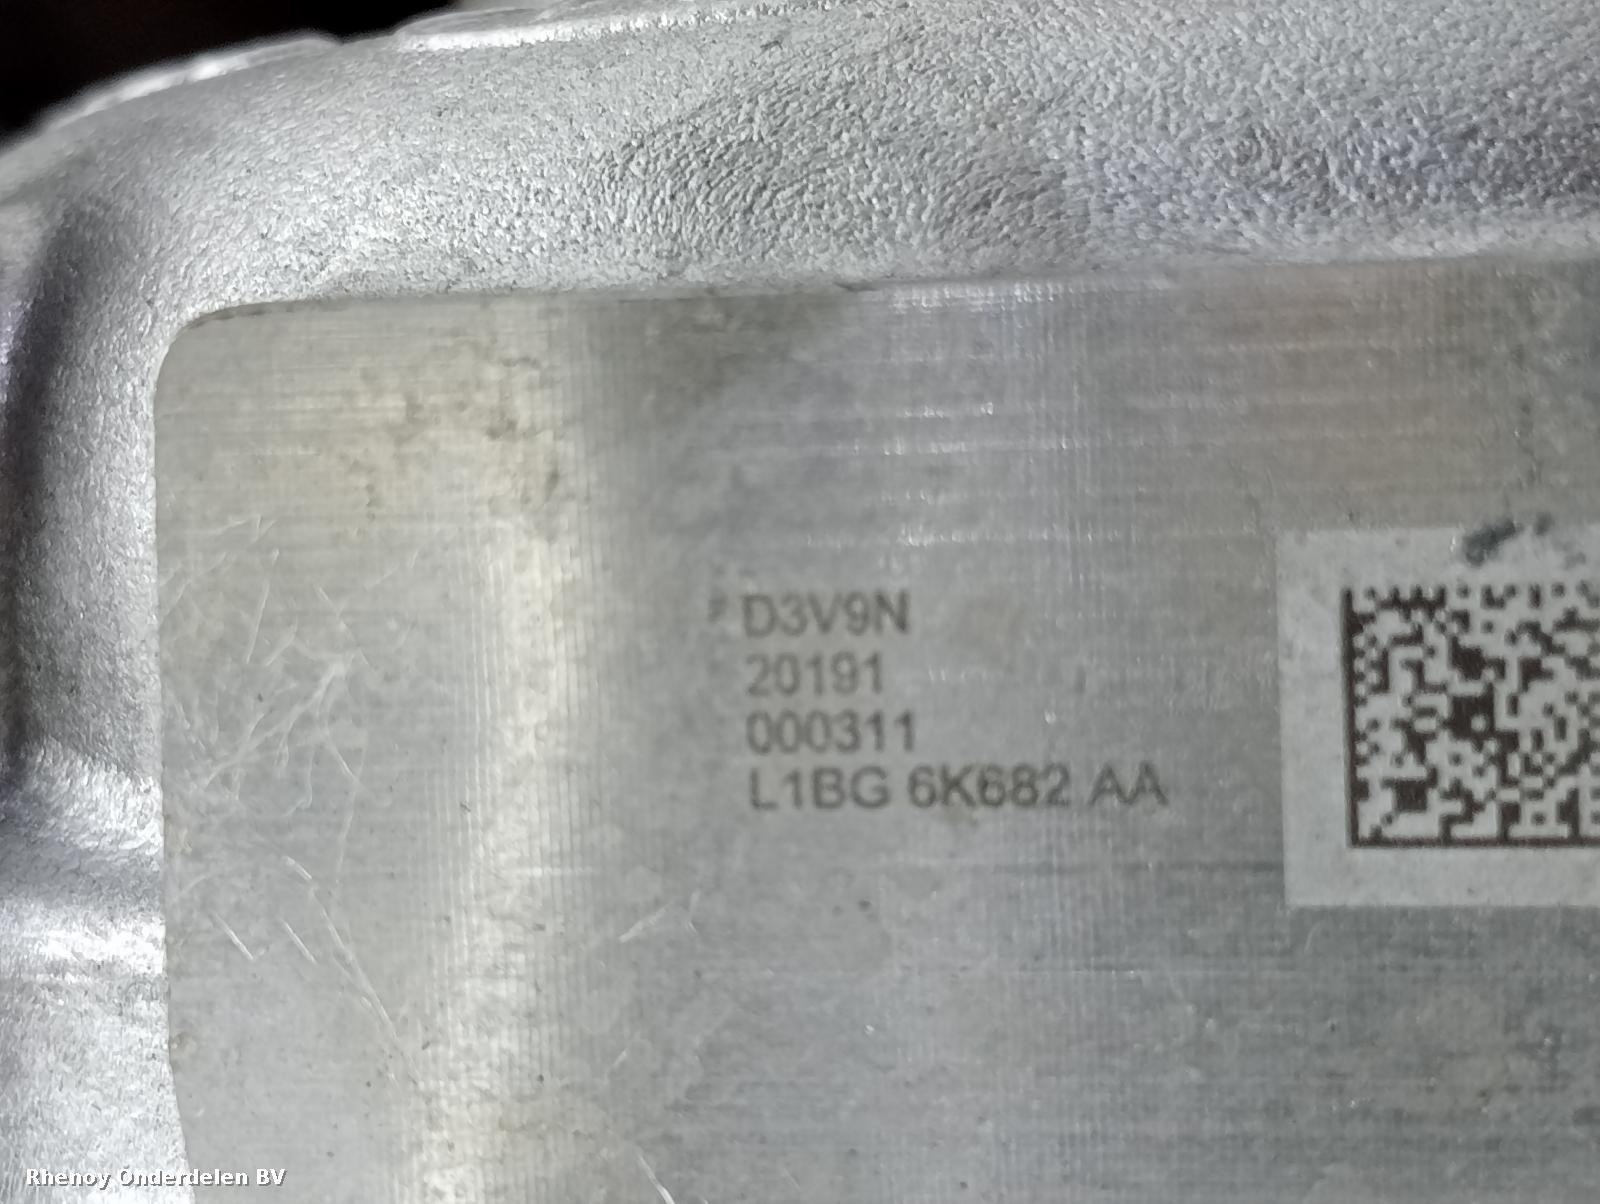 D3V9N
20191
000311
L1BG 6K682 AA
Rhenoy Onderdelen BV